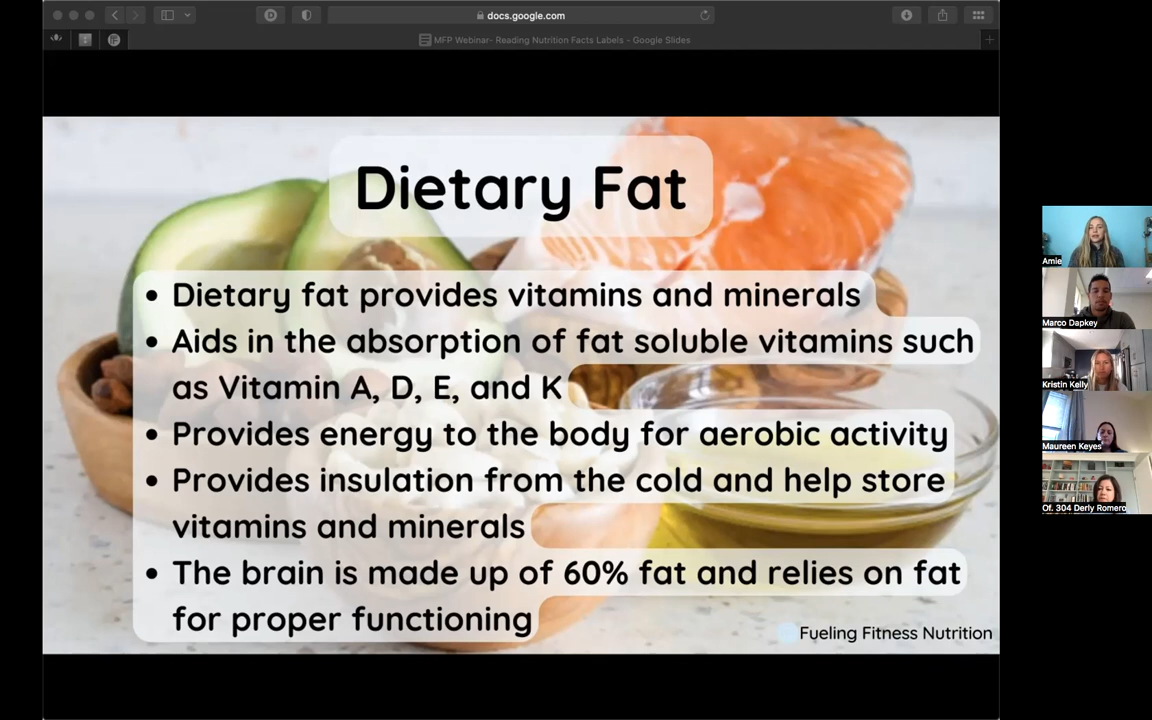 docs.google.com
MFP Webinar- Reading Nutrition Facts Labels - Google Slides
Dietary Fat
• Dietary fat provides vitamins and minerals
• Aids in the absorption of fat soluble vitamins such
as Vitamin A, D, E, and K
• Provides energy to the body for aerobic activity
• Provides insulation from the cold and help store
vitamins and minerals
• The brain is made up of 60% fat and relies on fat
for proper functioning
Fueling Fitness Nutrition
Amie
Marco Dapkey
Kristin Kelly
Maureen Keyes
Of. 304 Derly Romero